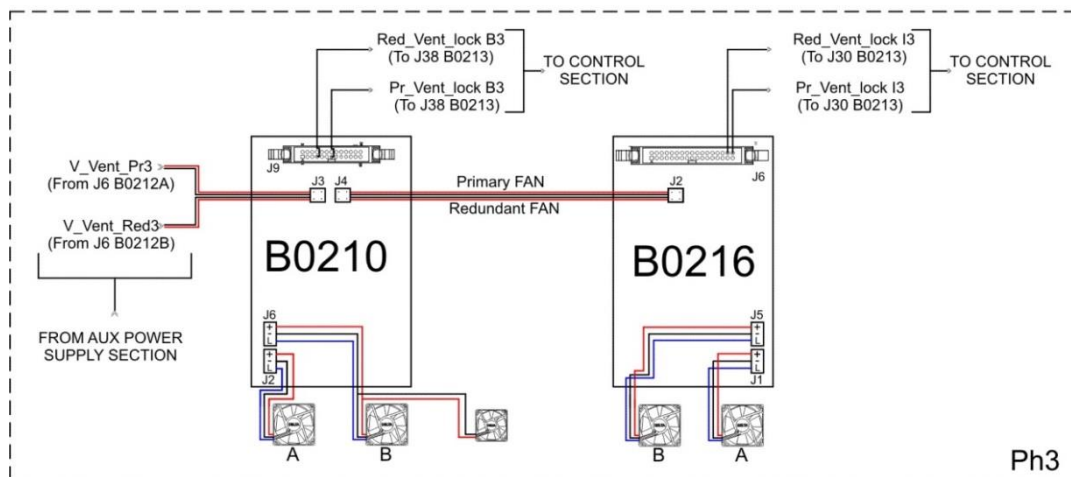 Red_Vent_lock B3
(To J38 B0213)
Pr_Vent_lock B3
(To J38 B0213)
TO CONTROL
SECTION
Red_Vent_lock I3
(To J30 B0213)
Pr_Vent_lock I3
(To J30 B0213)
TO CONTROL
SECTION
V_Vent_Pr3
(From J6 B0212A)
V_Vent_Red3
(From J6 B0212B)
FROM AUX POWER
SUPPLY SECTION
J9
J3
J4
Primary FAN
Redundant FAN
J2
J6
B0210
B0216
J6
+
-
L
+
-
L
J2
J5
+
-
L
+
-
L
J1
A
B
B
A
Ph3